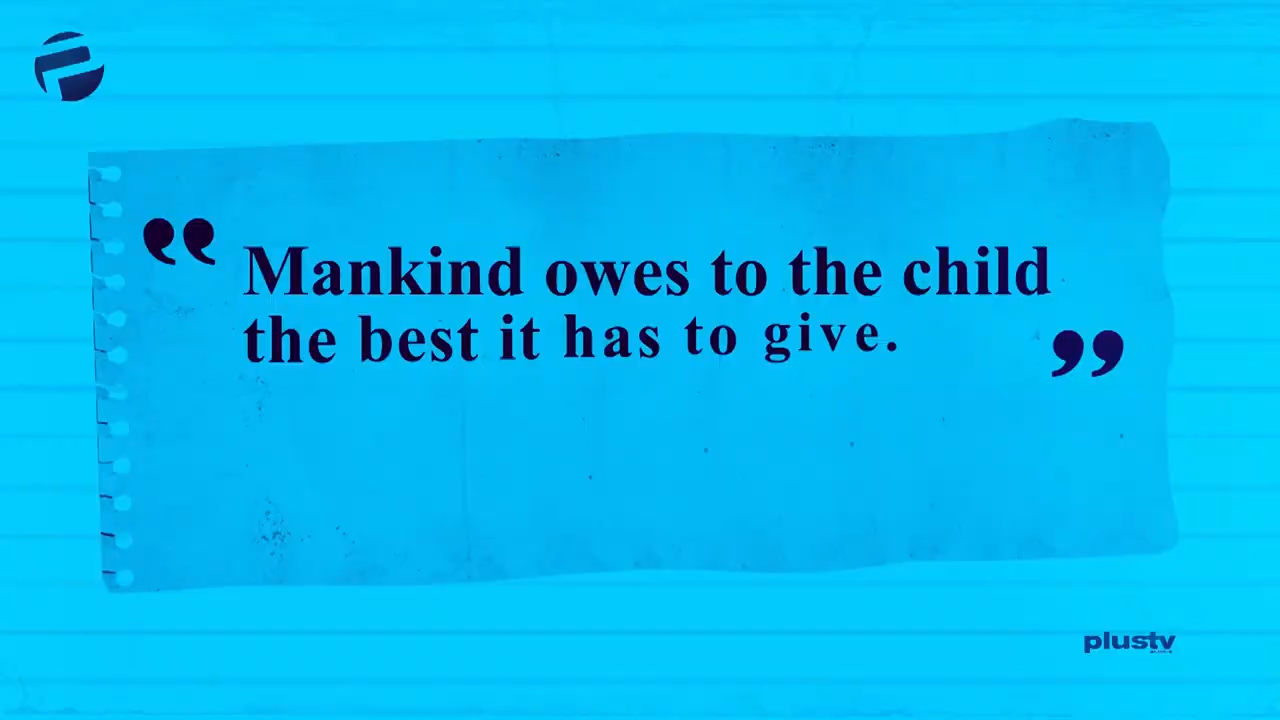 “Mankind owes to the child
the best it has to give.”
plustv